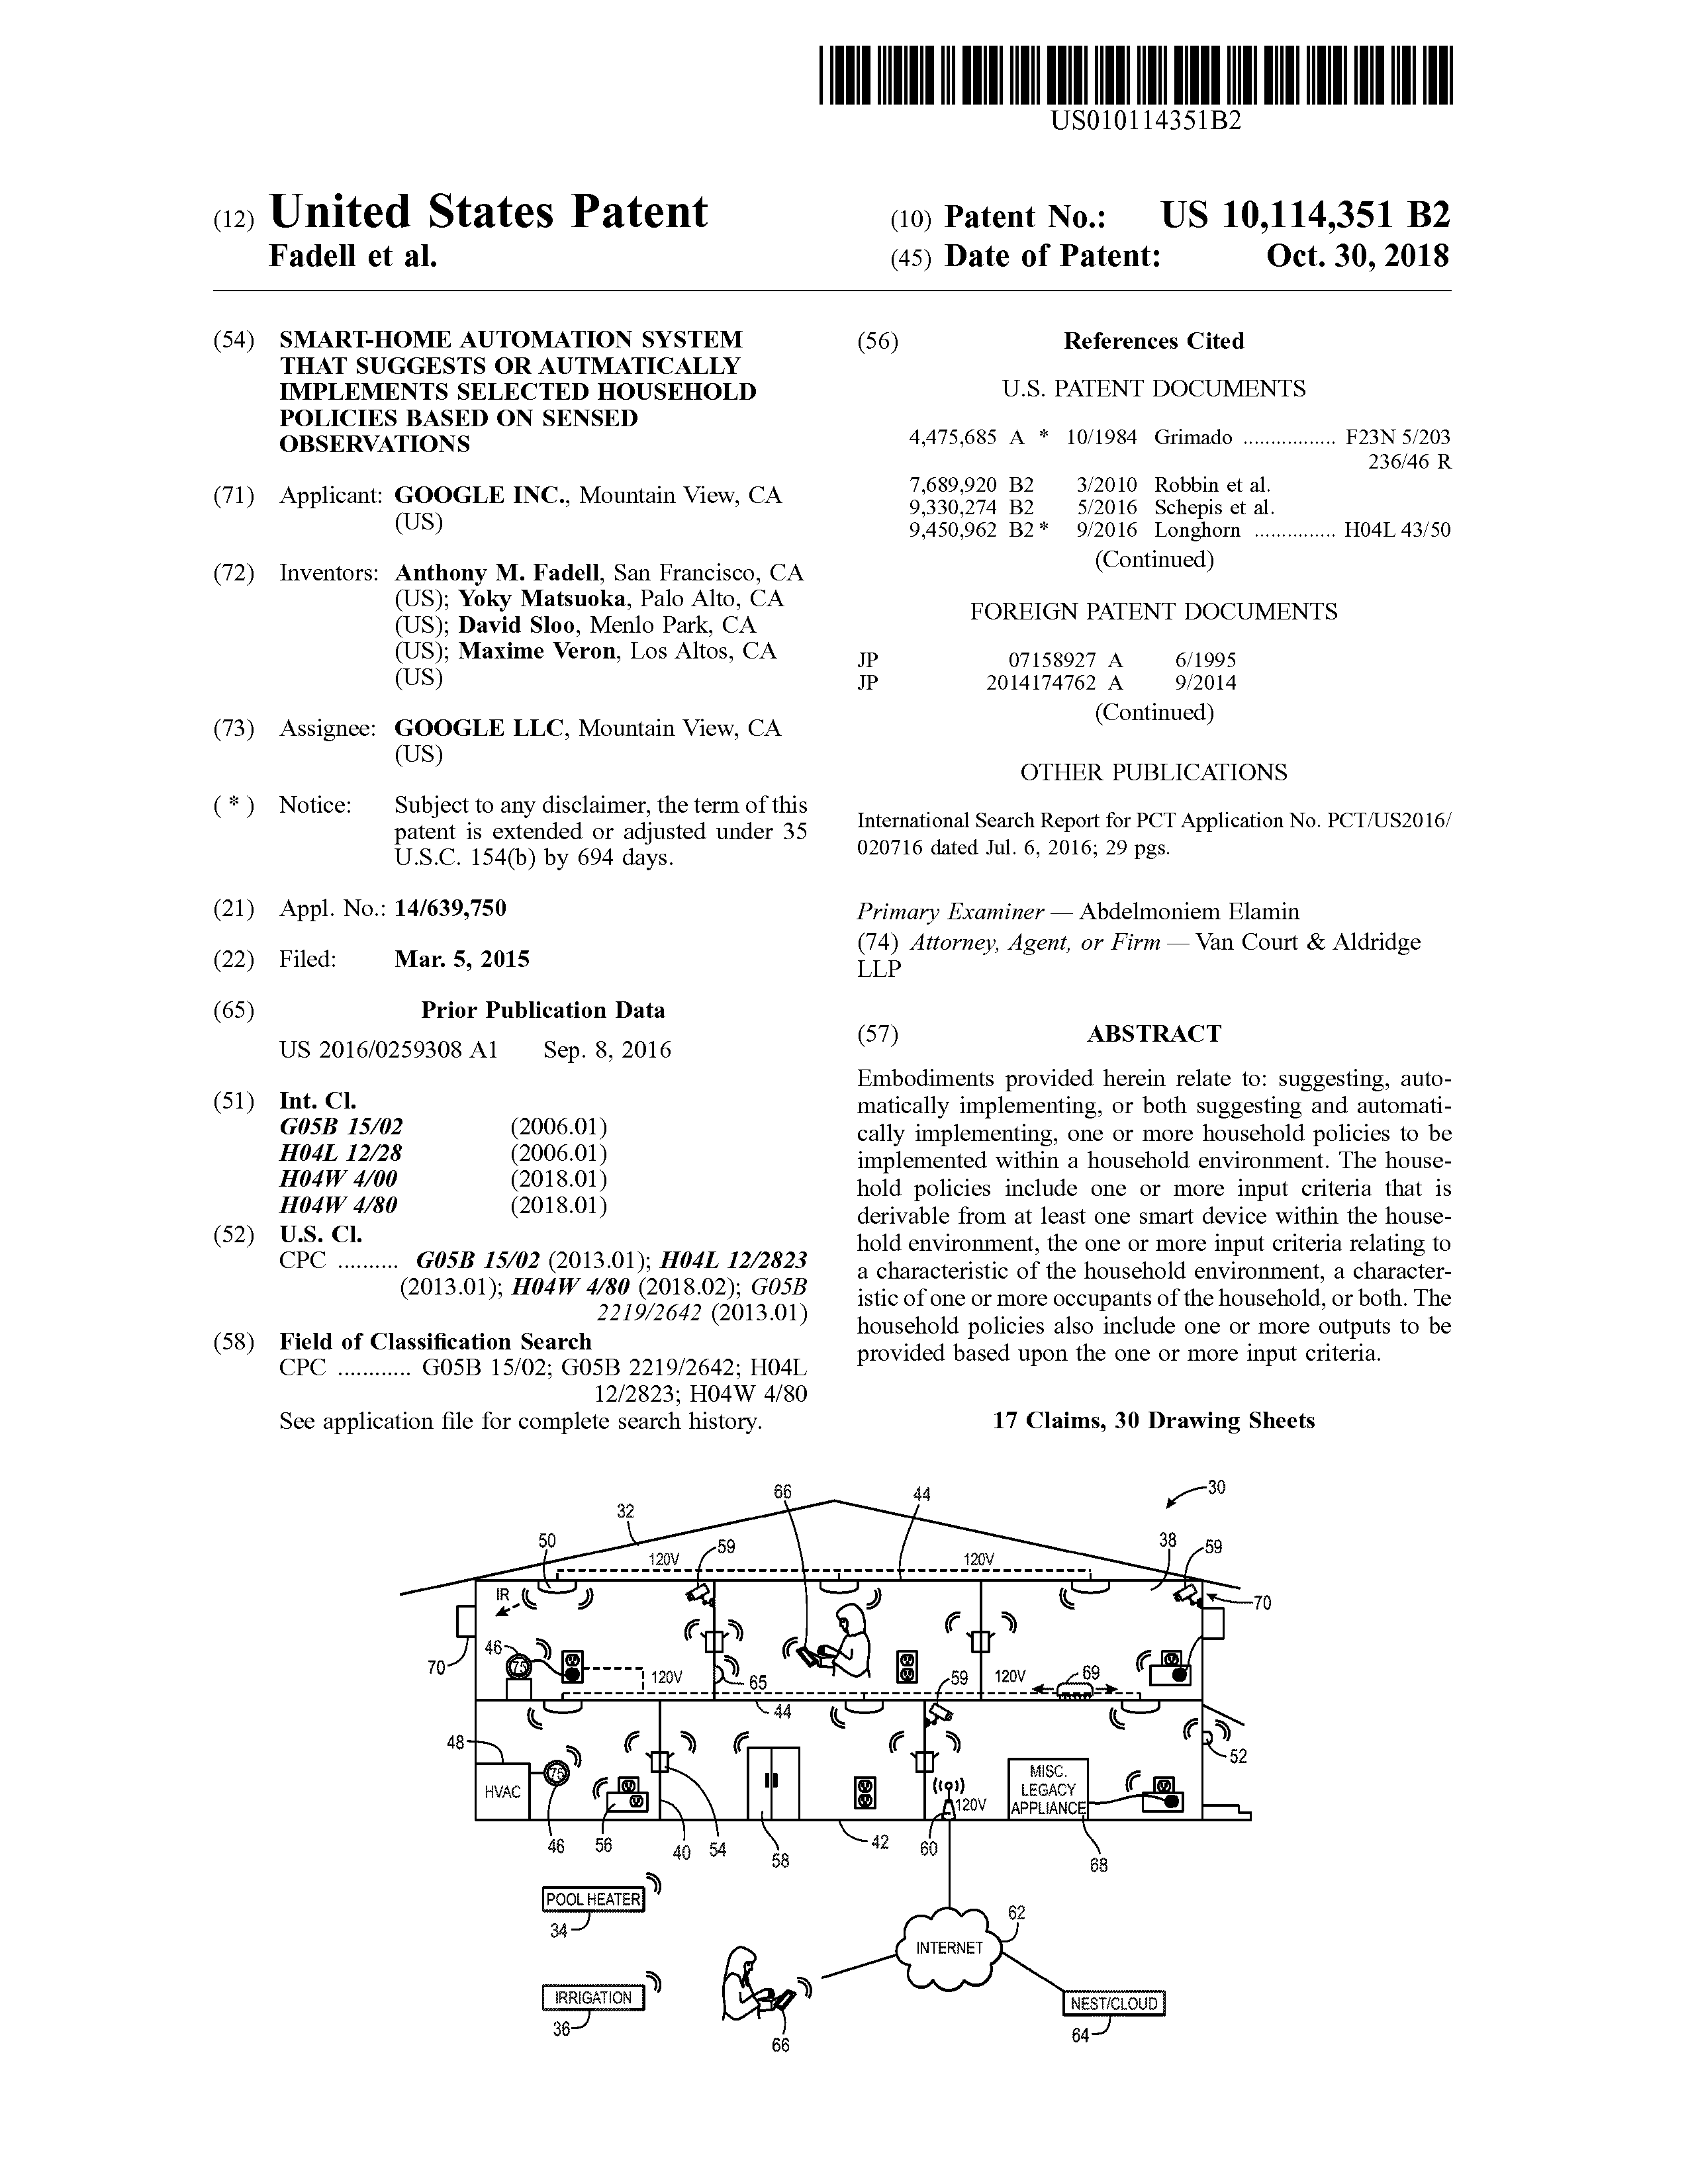 US010114351B2
(12) United States Patent
Fadell et al.
(10) Patent No.: US 10,114,351 B2
(45) Date of Patent: Oct. 30, 2018
(54) SMART-HOME AUTOMATION SYSTEM
THAT SUGGESTS OR AUTMATICALLY
IMPLEMENTS SELECTED HOUSEHOLD
POLICIES BASED ON SENSED
OBSERVATIONS
(71) Applicant: GOOGLE INC., Mountain View, CA
(US)
(72) Inventors: Anthony M. Fadell, San Francisco, CA
(US); Yoky Matsuoka, Palo Alto, CA
(US); David Sloo, Menlo Park, CA
(US); Maxime Veron, Los Altos, CA
(US)
(73) Assignee: GOOGLE LLC, Mountain View, CA
(US)
( * ) Notice: Subject to any disclaimer, the term of this
patent is extended or adjusted under 35
U.S.C. 154(b) by 694 days.
(21) Appl. No.: 14/639,750
(22) Filed: Mar. 5, 2015
(65) Prior Publication Data
US 2016/0259308 A1 Sep. 8, 2016
(51) Int. Cl.
G05B 15/02 (2006.01)
H04L 12/28 (2006.01)
H04W 4/00 (2018.01)
H04W 4/80 (2018.01)
(52) U.S. Cl.
CPC .......... G05B 15/02 (2013.01); H04L 12/2823
(2013.01); H04W 4/80 (2018.02); G05B
2219/2642 (2013.01)
(58) Field of Classification Search
CPC ............ G05B 15/02; G05B 2219/2642; H04L
12/2823; H04W 4/80
See application file for complete search history.
(56) References Cited
U.S. PATENT DOCUMENTS
4,475,685 A * 10/1984 Grimado ................. F23N 5/203
236/46 R
7,689,920 B2 3/2010 Robbin et al.
9,330,274 B2 5/2016 Schepis et al.
9,450,962 B2 * 9/2016 Longhorn ............... H04L 43/50
(Continued)
FOREIGN PATENT DOCUMENTS
JP 07158927 A 6/1995
JP 2014174762 A 9/2014
(Continued)
OTHER PUBLICATIONS
International Search Report for PCT Application No. PCT/US2016/
020716 dated Jul. 6, 2016; 29 pgs.
Primary Examiner — Abdelmoniem Elamin
(74) Attorney, Agent, or Firm — Van Court & Aldridge
LLP
(57) ABSTRACT
Embodiments provided herein relate to: suggesting, auto-
matically implementing, or both suggesting and automati-
cally implementing, one or more household policies to be
implemented within a household environment. The house-
hold policies include one or more input criteria that is
derivable from at least one smart device within the house-
hold environment, the one or more input criteria relating to
a characteristic of the household environment, a character-
istic of one or more occupants of the household, or both. The
household policies also include one or more outputs to be
provided based upon the one or more input criteria.
17 Claims, 30 Drawing Sheets
30
66
44
32
50
59
38
59
120V
120V
IR
70
46
75
70
120V
65
59
120V
69
44
48
52
75
HVAC
MISC.
LEGACY
APPLIANCE
120V
46
56
40
54
58
42
60
68
POOL HEATER
34
62
INTERNET
IRRIGATION
36
66
NEST/CLOUD
64